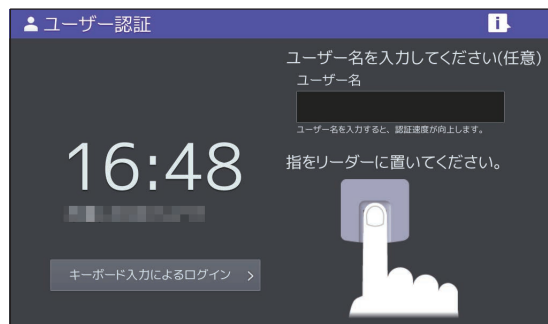 ユーザー認証
ユーザー名を入力してください(任意)
ユーザー名
ユーザー名を入力すると、認証速度が向上します。
16:48
指をリーダーに置いてください。
キーボード入力によるログイン